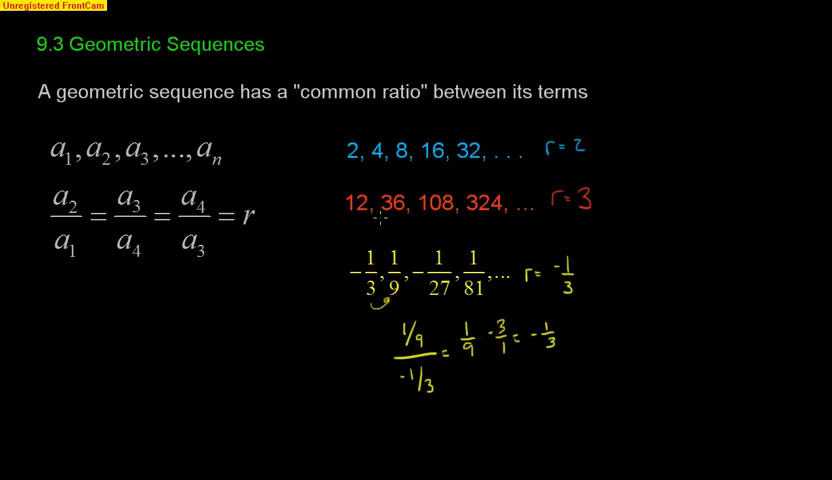 Unregistered FrontCam
9.3 Geometric Sequences
A geometric sequence has a "common ratio" between its terms
a₁, a₂, a₃, ..., aₙ
a₂/a₁ = a₃/a₄ = a₄/a₃ = r
2, 4, 8, 16, 32, . . . r = 2
12, 36, 108, 324, ... r = 3
-1/3, 1/9, -1/27, 1/81, ... r = -1/3
(1/9)/(-1/3) = 1/9 · -3/1 = -1/3